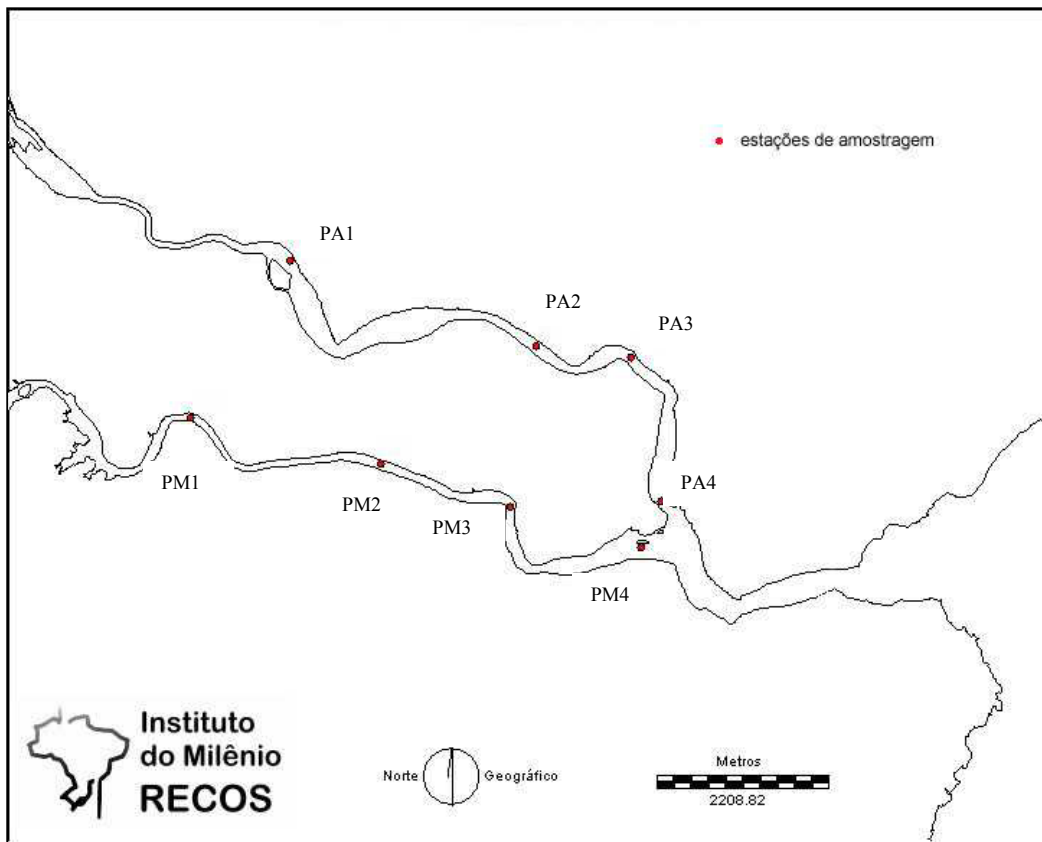 estações de amostragem
PA1
PA2
PA3
PM1
PM2
PM3
PA4
PM4
Instituto
do Milênio
RECOS
Norte Geográfico
Metros
2208.82